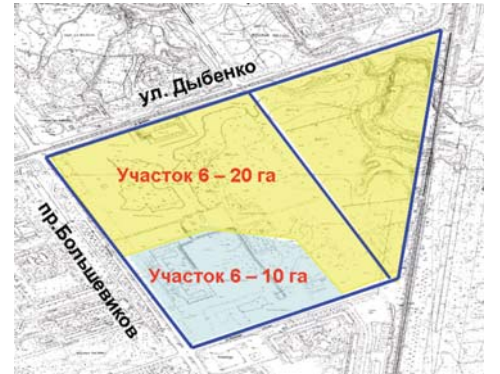 ул. Дыбенко
Участок 6 – 20 га
пр.Большевиков
Участок 6 – 10 га